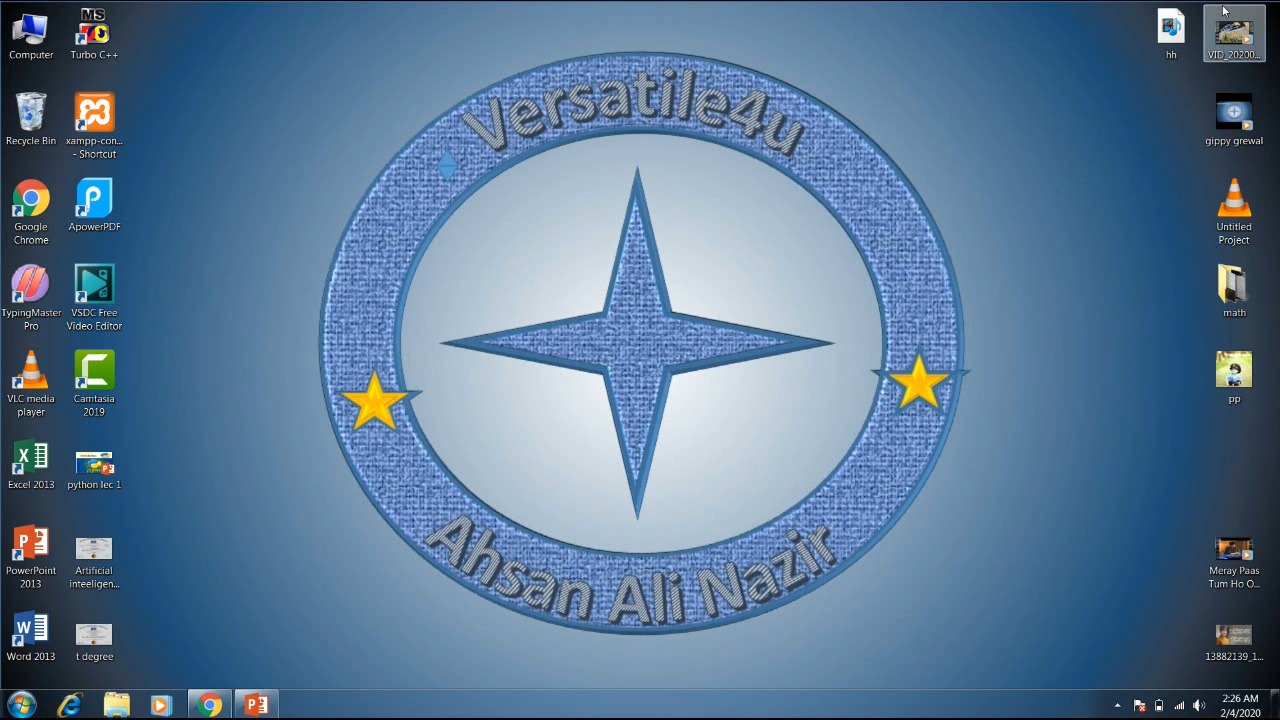 Computer
MS
Turbo C++
Recycle Bin
xampp-con...
- Shortcut
Google
Chrome
ApowerPDF
TypingMaster
Pro
VSDC Free
Video Editor
VLC media
player
Camtasia
2019
Excel 2013
python lec 1
PowerPoint
2013
Artificial
inteeligen...
Word 2013
t degree
Versatile4u
Ahsan Ali Nazir
hh
VID_20200...
gippy grewal
Untitled
Project
math
pp
Meray Paas
Tum Ho O...
13882139_1...
2:26 AM
2/4/2020